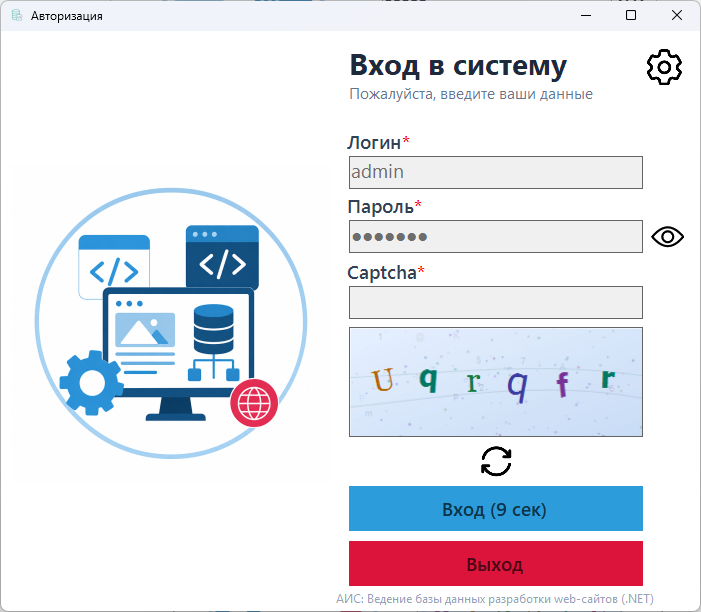 Авторизация
Вход в систему
Пожалуйста, введите ваши данные
Логин*
admin
Пароль*
●●●●●●●
Captcha*
U q r q f r
Вход (9 сек)
Выход
АИС: Ведение базы данных разработки web-сайтов (.NET)